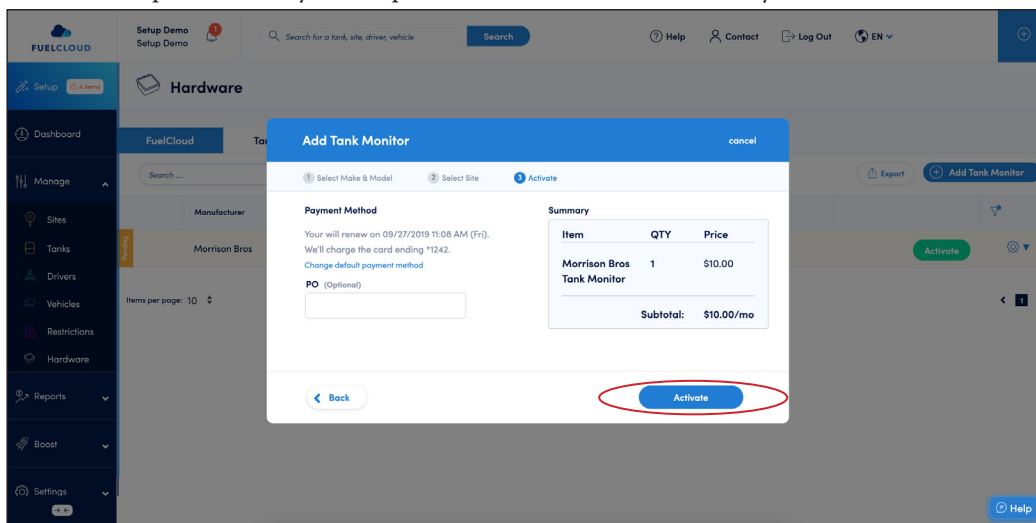 FUELCLOUD
Setup Demo
Setup Demo
1
Search for a tank, site, driver, vehicle
Search
Help
Contact
Log Out
EN
Setup
4 Items
Hardware
Dashboard
Manage
Sites
Tanks
Drivers
Vehicles
Restrictions
Hardware
Reports
Boost
Settings
FuelCloud
Ta
Search ...
Export
Add Tank Monitor
Manufacturer
Pending
Morrison Bros
Activate
Items per page: 10
1
Add Tank Monitor
cancel
1 Select Make & Model
2 Select Site
3 Activate
Payment Method
Your will renew on 09/27/2019 11:08 AM (Fri).
We'll charge the card ending *1242.
Change default payment method
PO (Optional)
Summary
Item QTY Price
Morrison Bros 1 $10.00
Tank Monitor
Subtotal: $10.00/mo
Back
Activate
Help